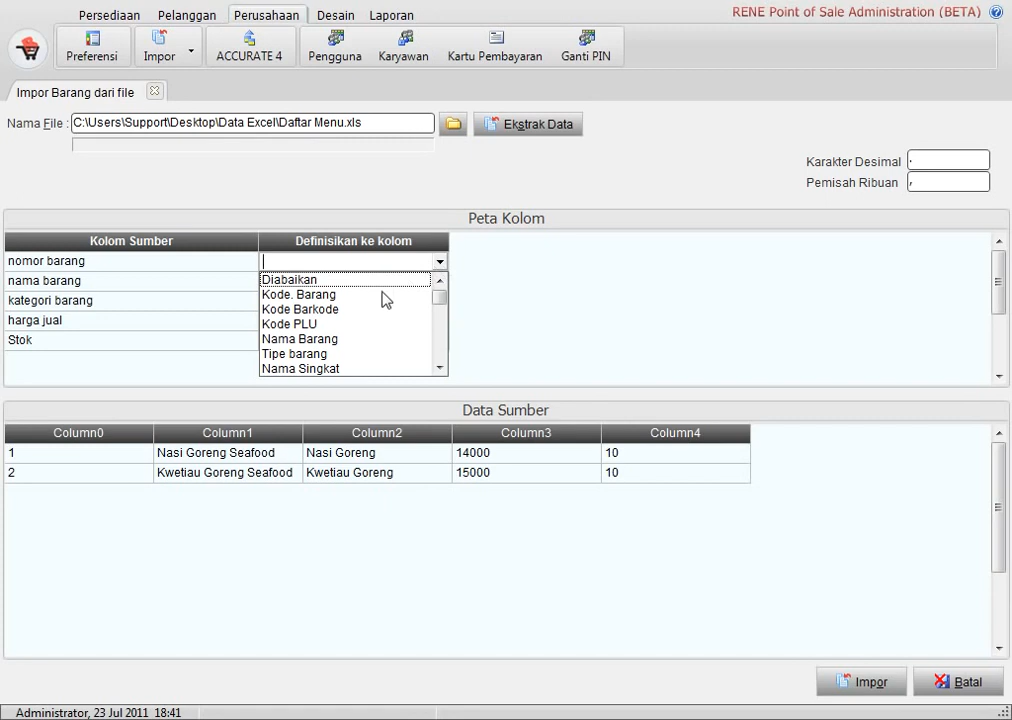 Persediaan Pelanggan Perusahaan Desain Laporan
RENE Point of Sale Administration (BETA)
Preferensi Impor ACCURATE 4 Pengguna Karyawan Kartu Pembayaran Ganti PIN
Impor Barang dari file
Nama File : C:\Users\Support\Desktop\Data Excel\Daftar Menu.xls Ekstrak Data
Karakter Desimal .
Pemisah Ribuan ,
Peta Kolom
Kolom Sumber Definisikan ke kolom
nomor barang
nama barang
kategori barang
harga jual
Stok
Diabaikan
Kode. Barang
Kode Barkode
Kode PLU
Nama Barang
Tipe barang
Nama Singkat
Data Sumber
Column0 Column1 Column2 Column3 Column4
1 Nasi Goreng Seafood Nasi Goreng 14000 10
2 Kwetiau Goreng Seafood Kwetiau Goreng 15000 10
Impor Batal
Administrator, 23 Jul 2011 18:41